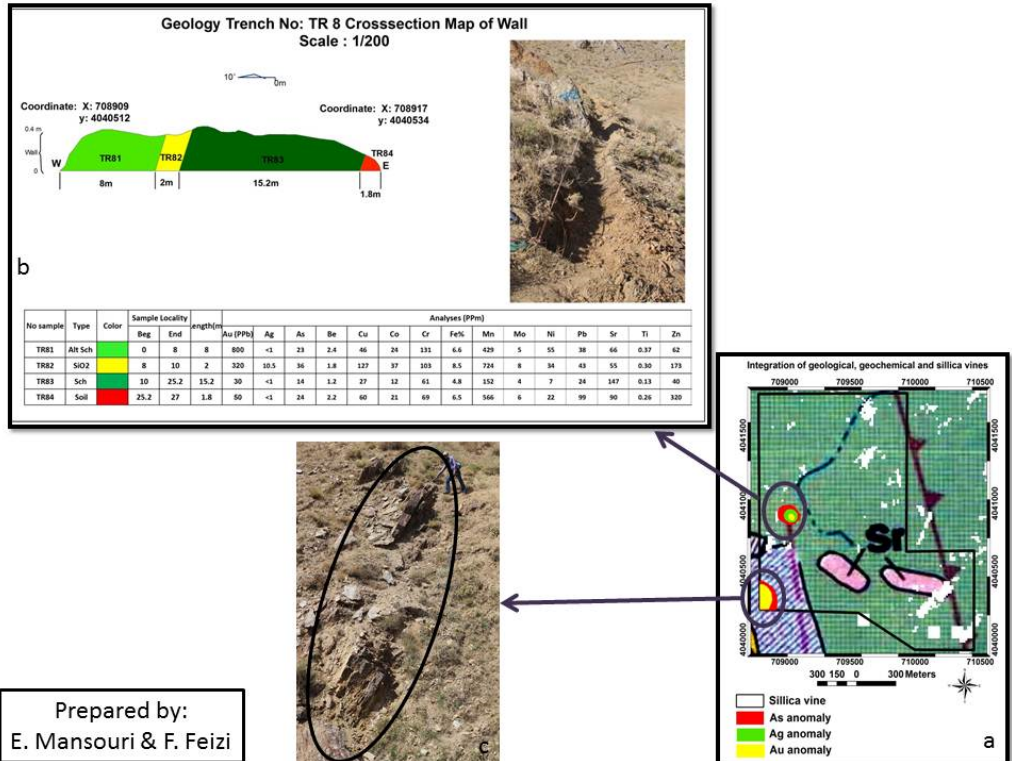 Geology Trench No: TR 8 Crosssection Map of Wall
Scale : 1/200
10'
0m
Coordinate: X: 708909
y: 4040512
Coordinate: X: 708917
y: 4040534
0.4 m
Wall
0
W
TR81
TR82
TR83
TR84
E
8m
2m
15.2m
1.8m
b
No sample Type Color Sample Locality Length(m Analyses (PPm)
Beg End Au (PPb) Ag As Be Cu Co Cr Fe% Mn Mo Ni Pb Sr Ti Zn
TR81 Alt Sch 0 8 8 800 <1 23 2.4 46 24 131 6.6 429 5 55 38 66 0.37 62
TR82 SiO2 8 10 2 320 10.5 36 1.8 127 37 103 8.5 724 8 34 43 55 0.30 173
TR83 Sch 10 25.2 15.2 30 <1 14 1.2 27 12 61 4.8 152 4 7 24 147 0.13 40
TR84 Soil 25.2 27 1.8 50 <1 24 2.2 60 21 69 6.5 566 6 22 99 90 0.26 320
Integration of geological, geochemical and sillica vines
709000 709500 710000 710500
4041500 4041500
4041000 4041000
Sr
4040500 4040500
4040000 4040000
709000 709500 710000 710500
300 150 0 300 Meters
Sillica vine
As anomaly
Ag anomaly
Au anomaly
a
c
Prepared by:
E. Mansouri & F. Feizi